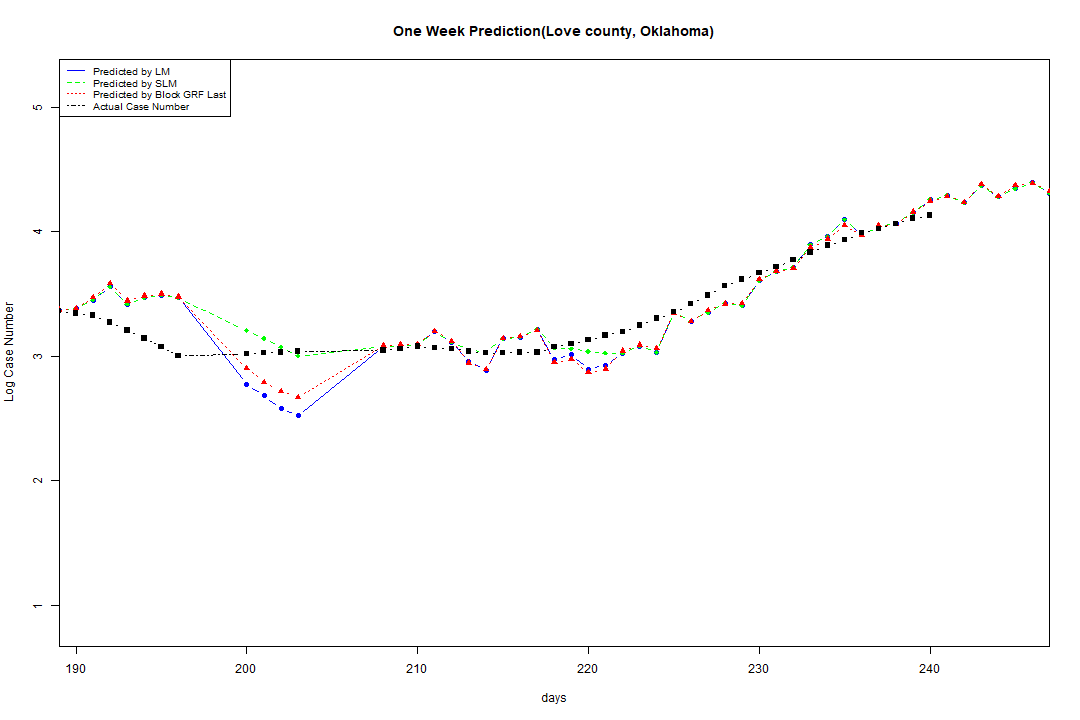 One Week Prediction(Love county, Oklahoma)
Predicted by LM
Predicted by SLM
Predicted by Block GRF Last
Actual Case Number
5
4
3
2
1
Log Case Number
190 200 210 220 230 240
days